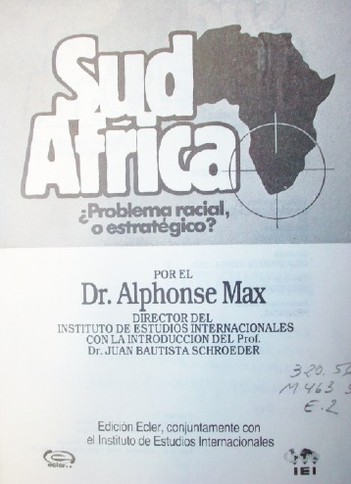 Sud
Africa
¿Problema racial,
o estratégico?
POR EL
Dr. Alphonse Max
DIRECTOR DEL
INSTITUTO DE ESTUDIOS INTERNACIONALES
CON LA INTRODUCCION DEL Prof.
Dr. JUAN BAUTISTA SCHROEDER
M463
E.2
Edición Ecler, conjuntamente con
el Instituto de Estudios Internacionales
ecler
IEI